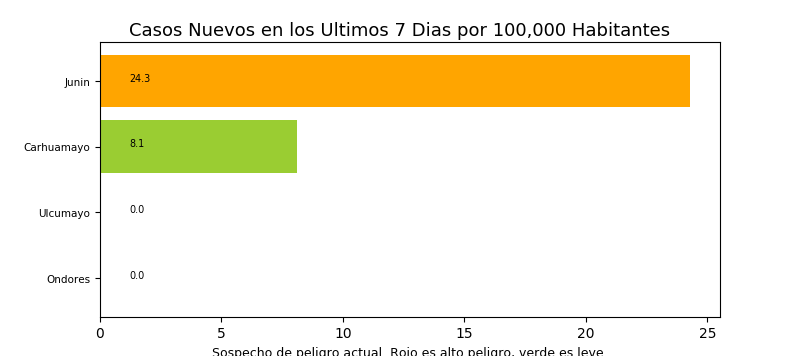 Casos Nuevos en los Ultimos 7 Dias por 100,000 Habitantes
Junin
24.3
Carhuamayo
8.1
Ulcumayo
0.0
Ondores
0.0
0 5 10 15 20 25
Sospecho de peligro actual. Rojo es alto peligro, verde es leve